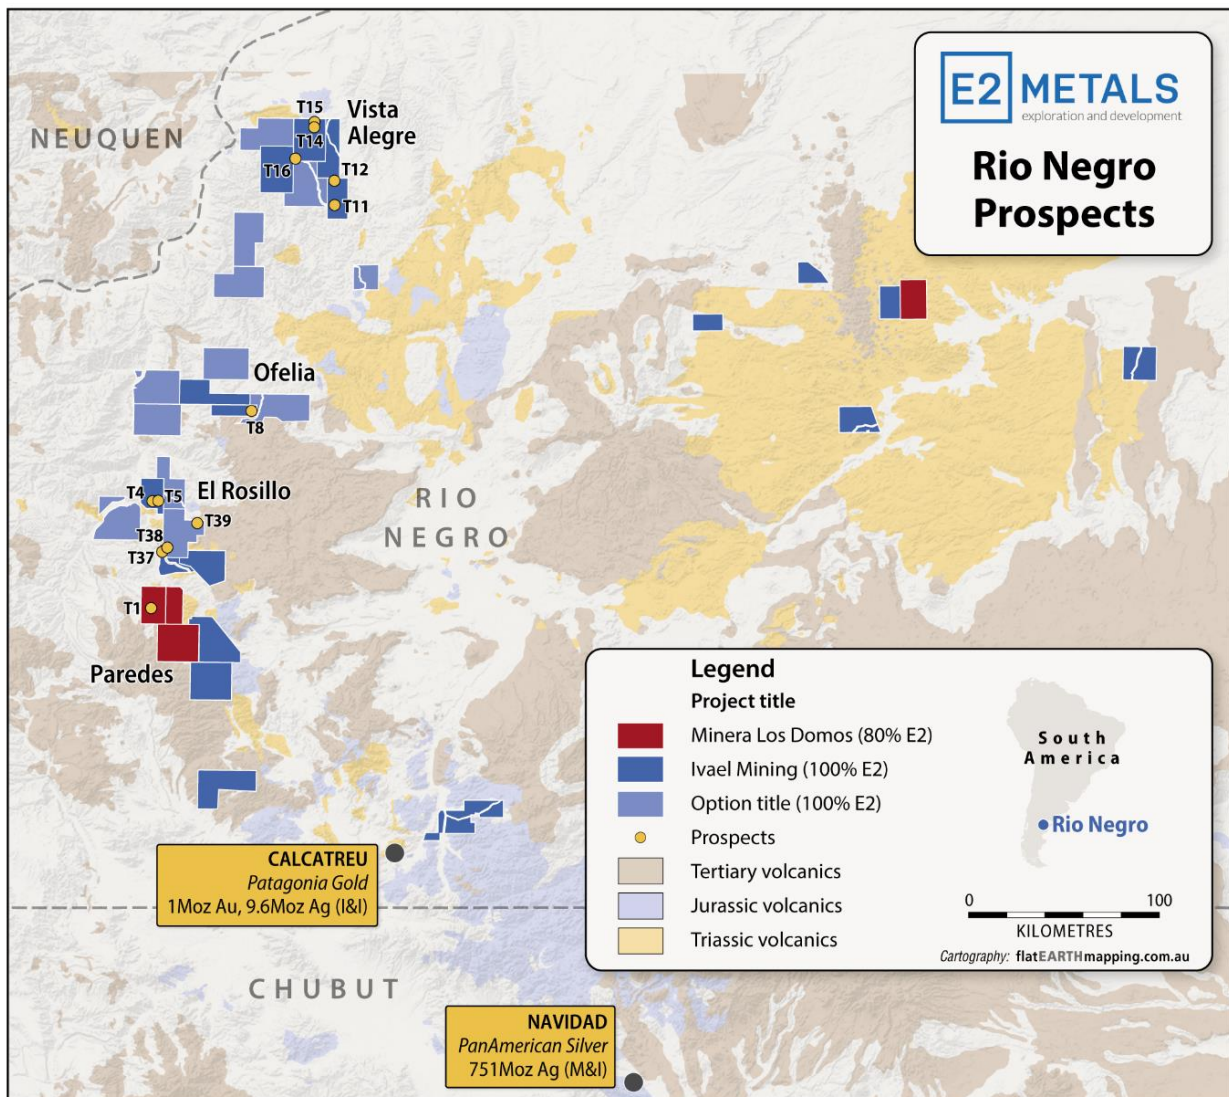 E2 METALS
exploration and development
Rio Negro
Prospects
NEUQUEN
T15
Vista
Alegre
T14
T16
T12
T11
Ofelia
T8
El Rosillo
T4
T5
T39
T38
T37
RIO
NEGRO
T1
Paredes
Legend
Project title
Minera Los Domos (80% E2)
Ivael Mining (100% E2)
Option title (100% E2)
Prospects
Tertiary volcanics
Jurassic volcanics
Triassic volcanics
South
America
Rio Negro
0 100
KILOMETRES
Cartography: flatEARTHmapping.com.au
CALCATREU
Patagonia Gold
1Moz Au, 9.6Moz Ag (I&I)
CHUBUT
NAVIDAD
PanAmerican Silver
751Moz Ag (M&I)